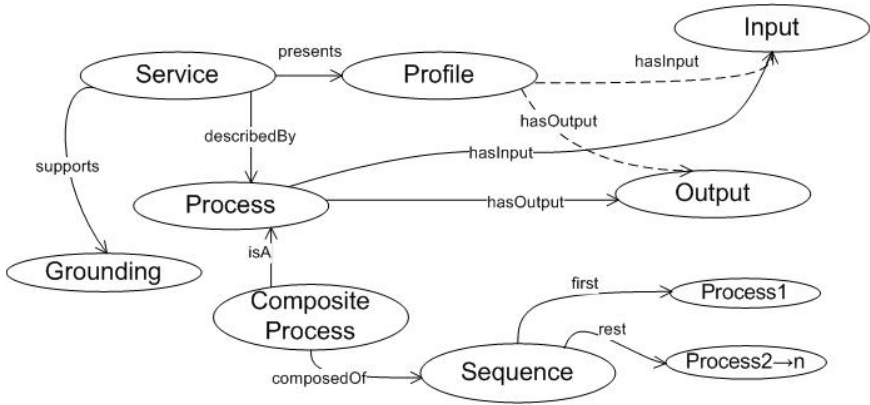 Input
presents
hasInput
Service
Profile
hasOutput
describedBy
hasInput
supports
Process
hasOutput
Output
isA
Grounding
first
Process1
Composite
Process
rest
Process2→n
composedOf
Sequence